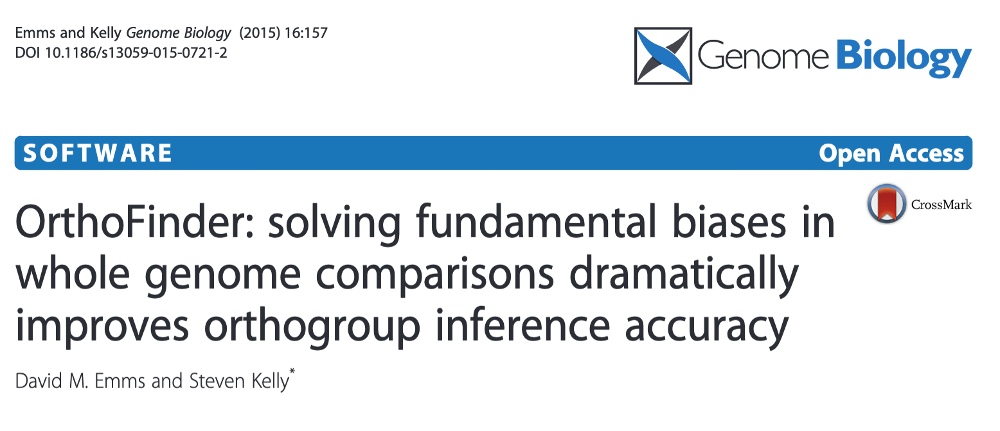 Emms and Kelly Genome Biology (2015) 16:157
DOI 10.1186/s13059-015-0721-2
Genome Biology
SOFTWARE
Open Access
OrthoFinder: solving fundamental biases in
whole genome comparisons dramatically
improves orthogroup inference accuracy
CrossMark
David M. Emms and Steven Kelly*